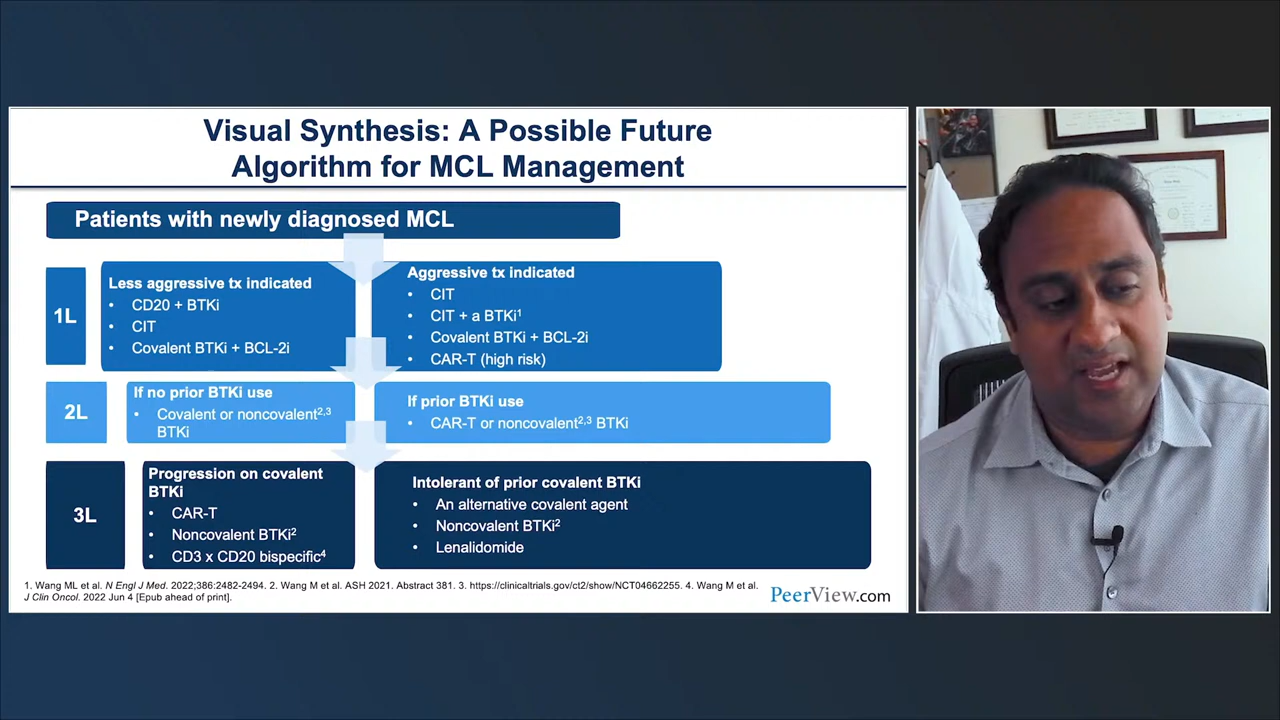 Visual Synthesis: A Possible Future
Algorithm for MCL Management
Patients with newly diagnosed MCL
1L
Less aggressive tx indicated
• CD20 + BTKi
• CIT
• Covalent BTKi + BCL-2i
Aggressive tx indicated
• CIT
• CIT + a BTKi¹
• Covalent BTKi + BCL-2i
• CAR-T (high risk)
2L
If no prior BTKi use
• Covalent or noncovalent²,³
BTKi
If prior BTKi use
• CAR-T or noncovalent²,³ BTKi
3L
Progression on covalent
BTKi
• CAR-T
• Noncovalent BTKi²
• CD3 x CD20 bispecific⁴
Intolerant of prior covalent BTKi
• An alternative covalent agent
• Noncovalent BTKi²
• Lenalidomide
1. Wang ML et al. N Engl J Med. 2022;386:2482-2494. 2. Wang M et al. ASH 2021. Abstract 381. 3. https://clinicaltrials.gov/ct2/show/NCT04662255. 4. Wang M et al.
J Clin Oncol. 2022 Jun 4 [Epub ahead of print].
PeerView.com